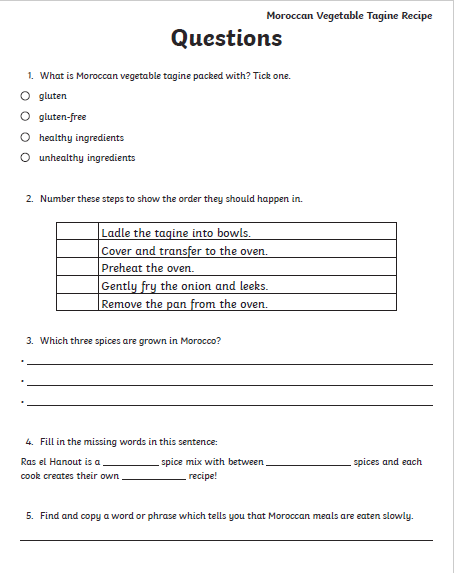 Moroccan Vegetable Tagine Recipe
Questions
1. What is Moroccan vegetable tagine packed with? Tick one.
gluten
gluten-free
healthy ingredients
unhealthy ingredients
2. Number these steps to show the order they should happen in.
Ladle the tagine into bowls.
Cover and transfer to the oven.
Preheat the oven.
Gently fry the onion and leeks.
Remove the pan from the oven.
3. Which three spices are grown in Morocco?
•
•
•
4. Fill in the missing words in this sentence:
Ras el Hanout is a __________ spice mix with between _______________ spices and each
cook creates their own ___________ recipe!
5. Find and copy a word or phrase which tells you that Moroccan meals are eaten slowly.